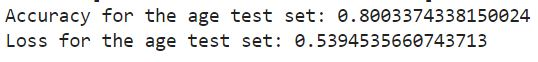 Accuracy for the age test set: 0.8003374338150024
Loss for the age test set: 0.5394535660743713